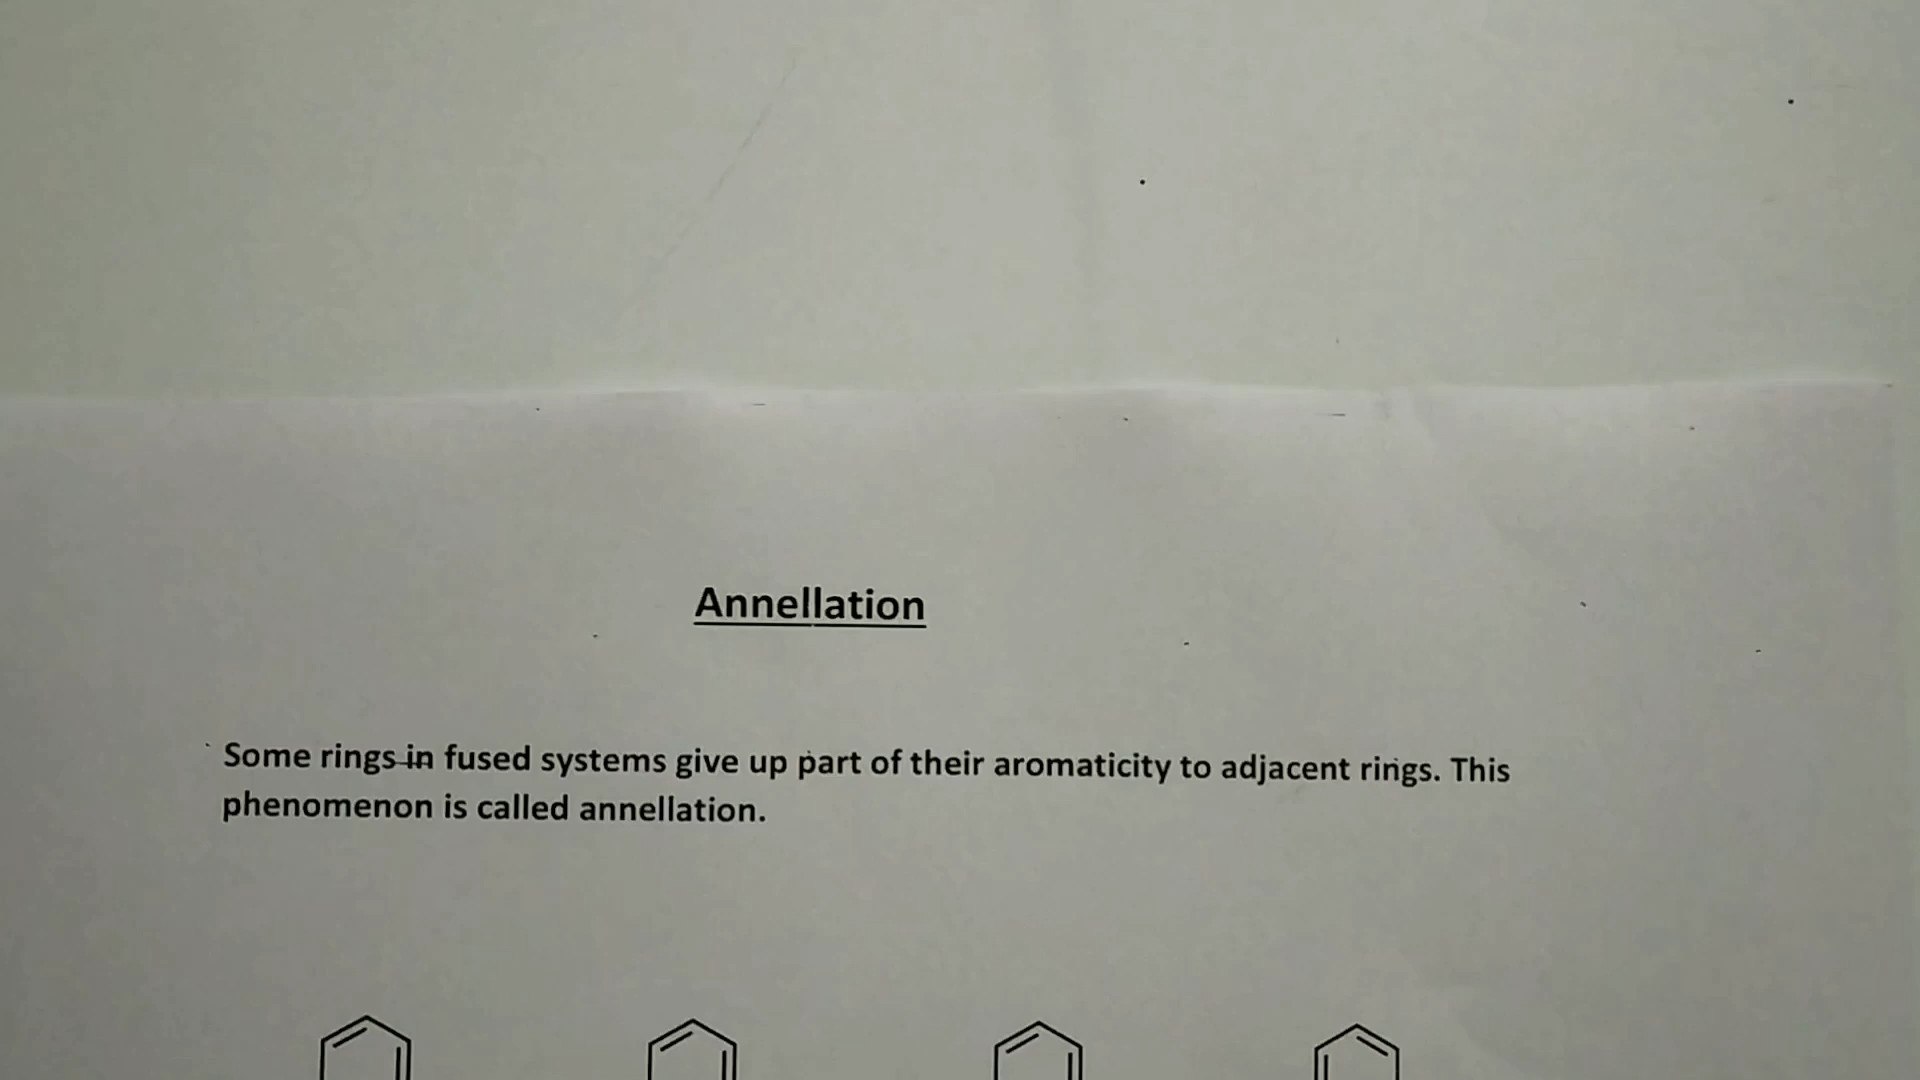 Annellation
Some rings in fused systems give up part of their aromaticity to adjacent rings. This
phenomenon is called annellation.